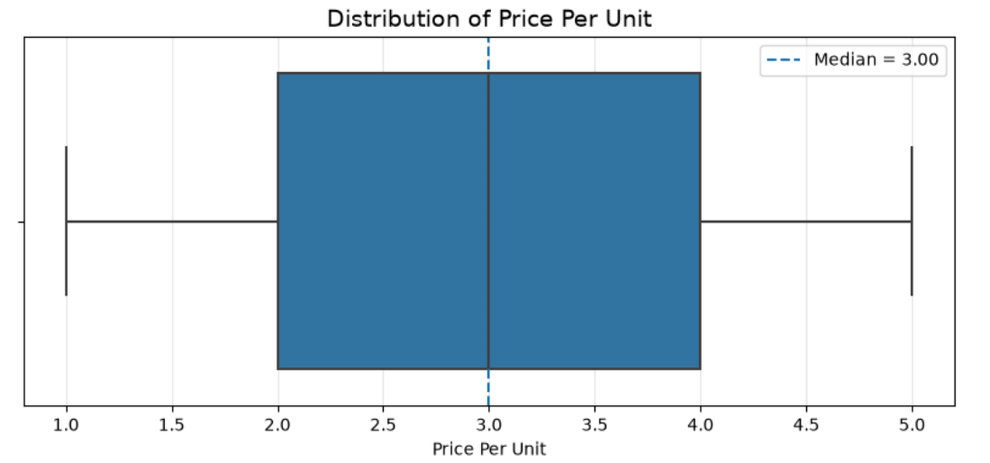 Distribution of Price Per Unit
Median = 3.00
1.0 1.5 2.0 2.5 3.0 3.5 4.0 4.5 5.0
Price Per Unit